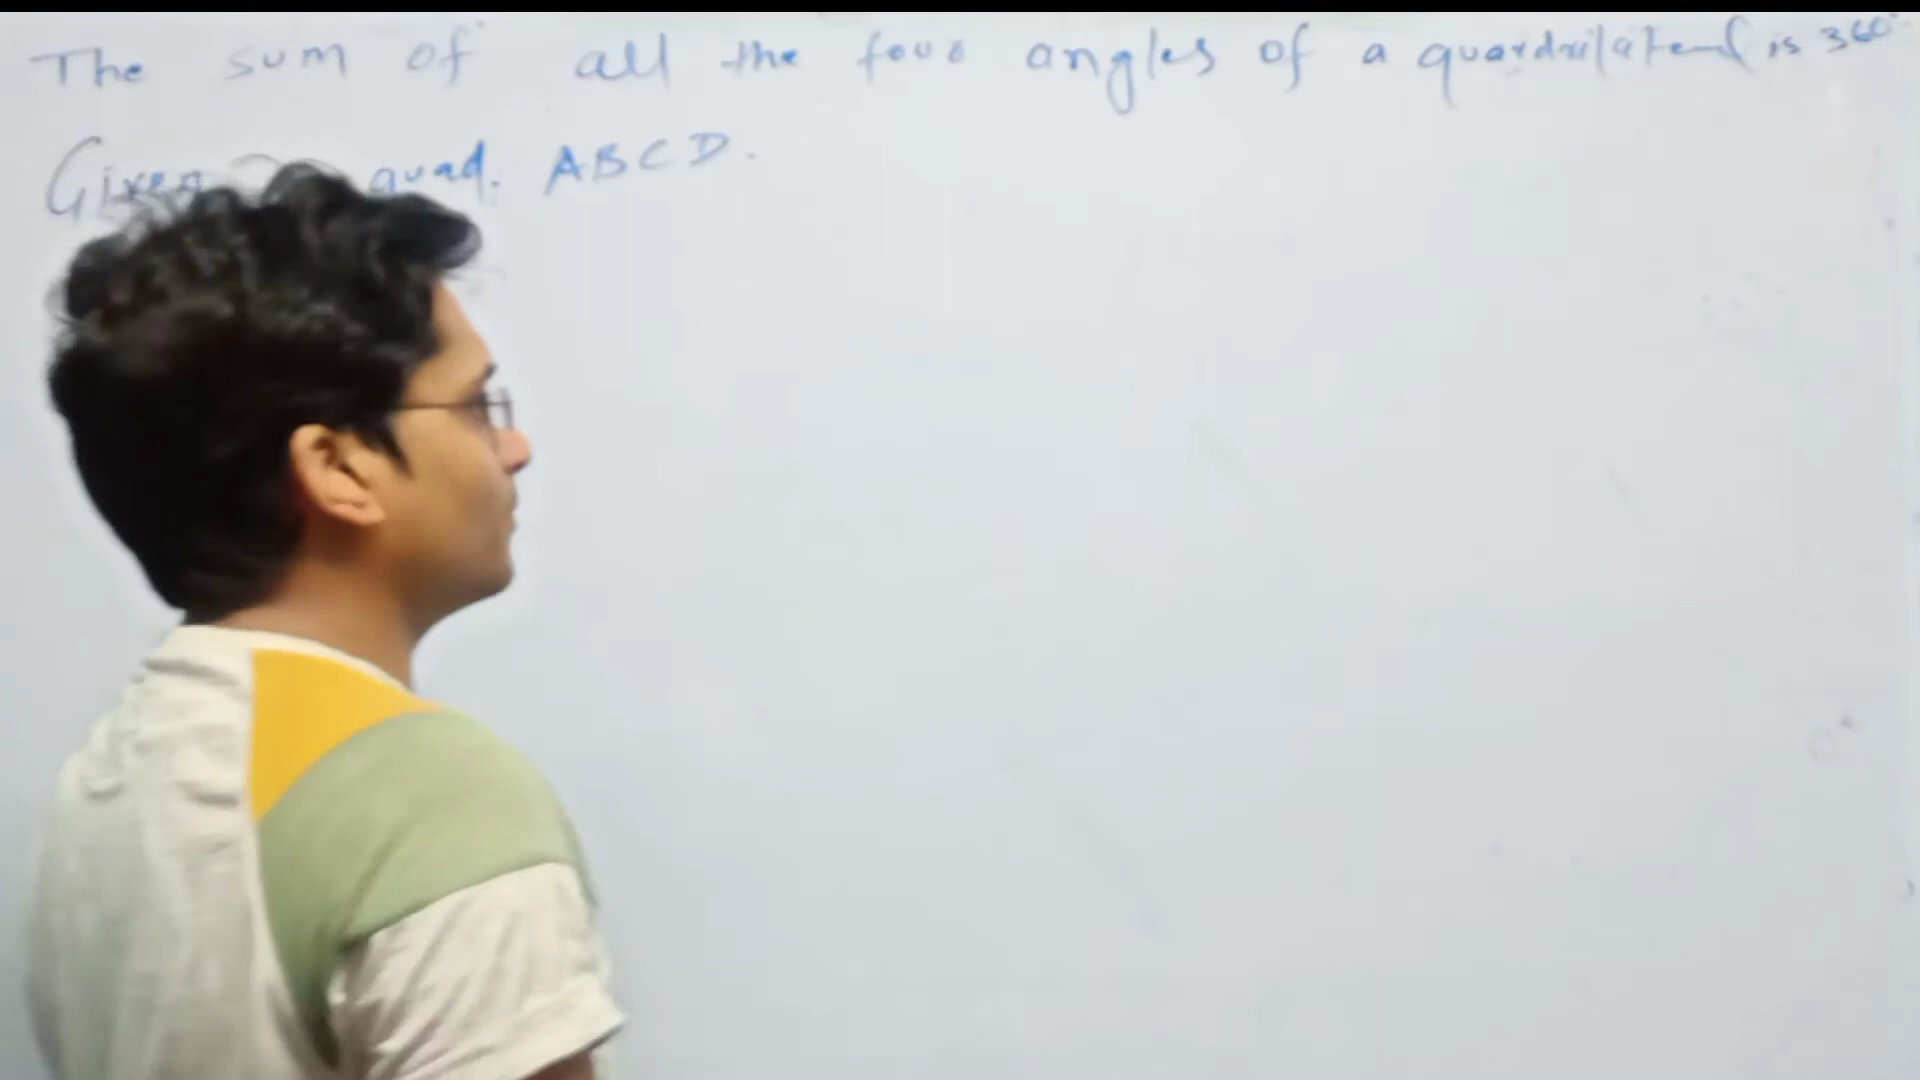 The sum of all the four angles of a quardrilateral is 360°
Given quad. ABCD.